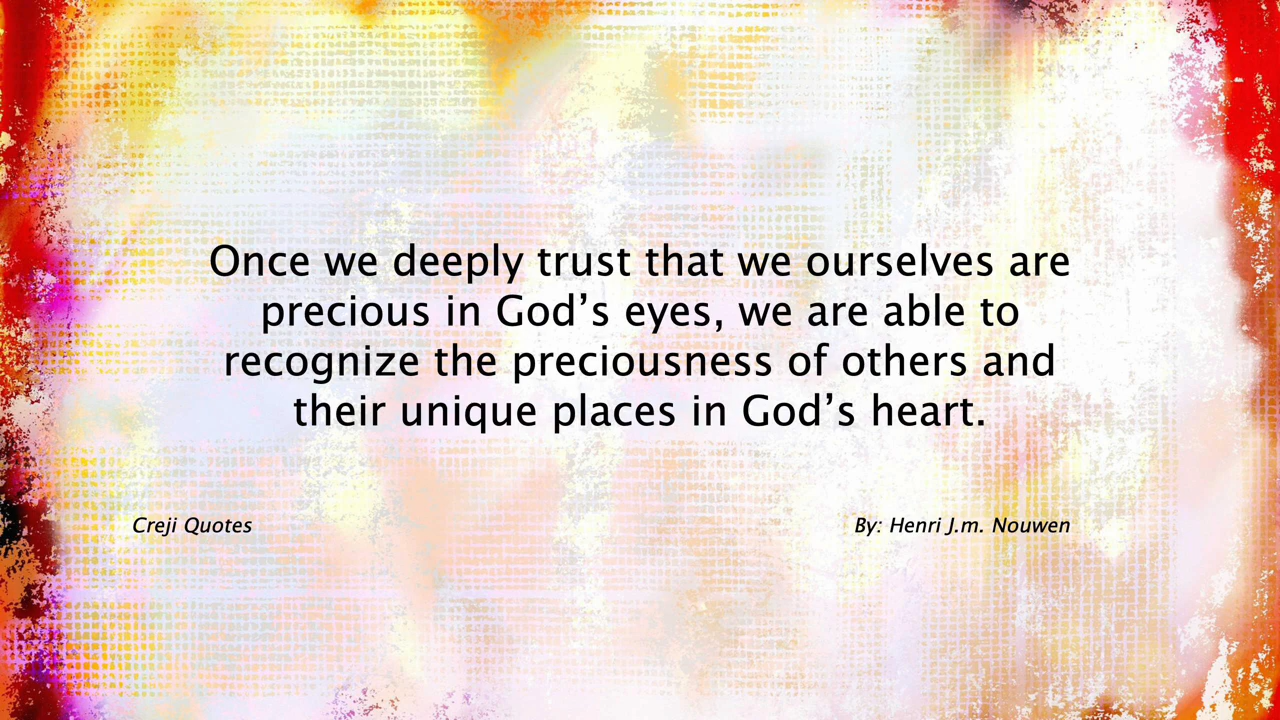 Once we deeply trust that we ourselves are
precious in God’s eyes, we are able to
recognize the preciousness of others and
their unique places in God’s heart.
Creji Quotes
By: Henri J.m. Nouwen